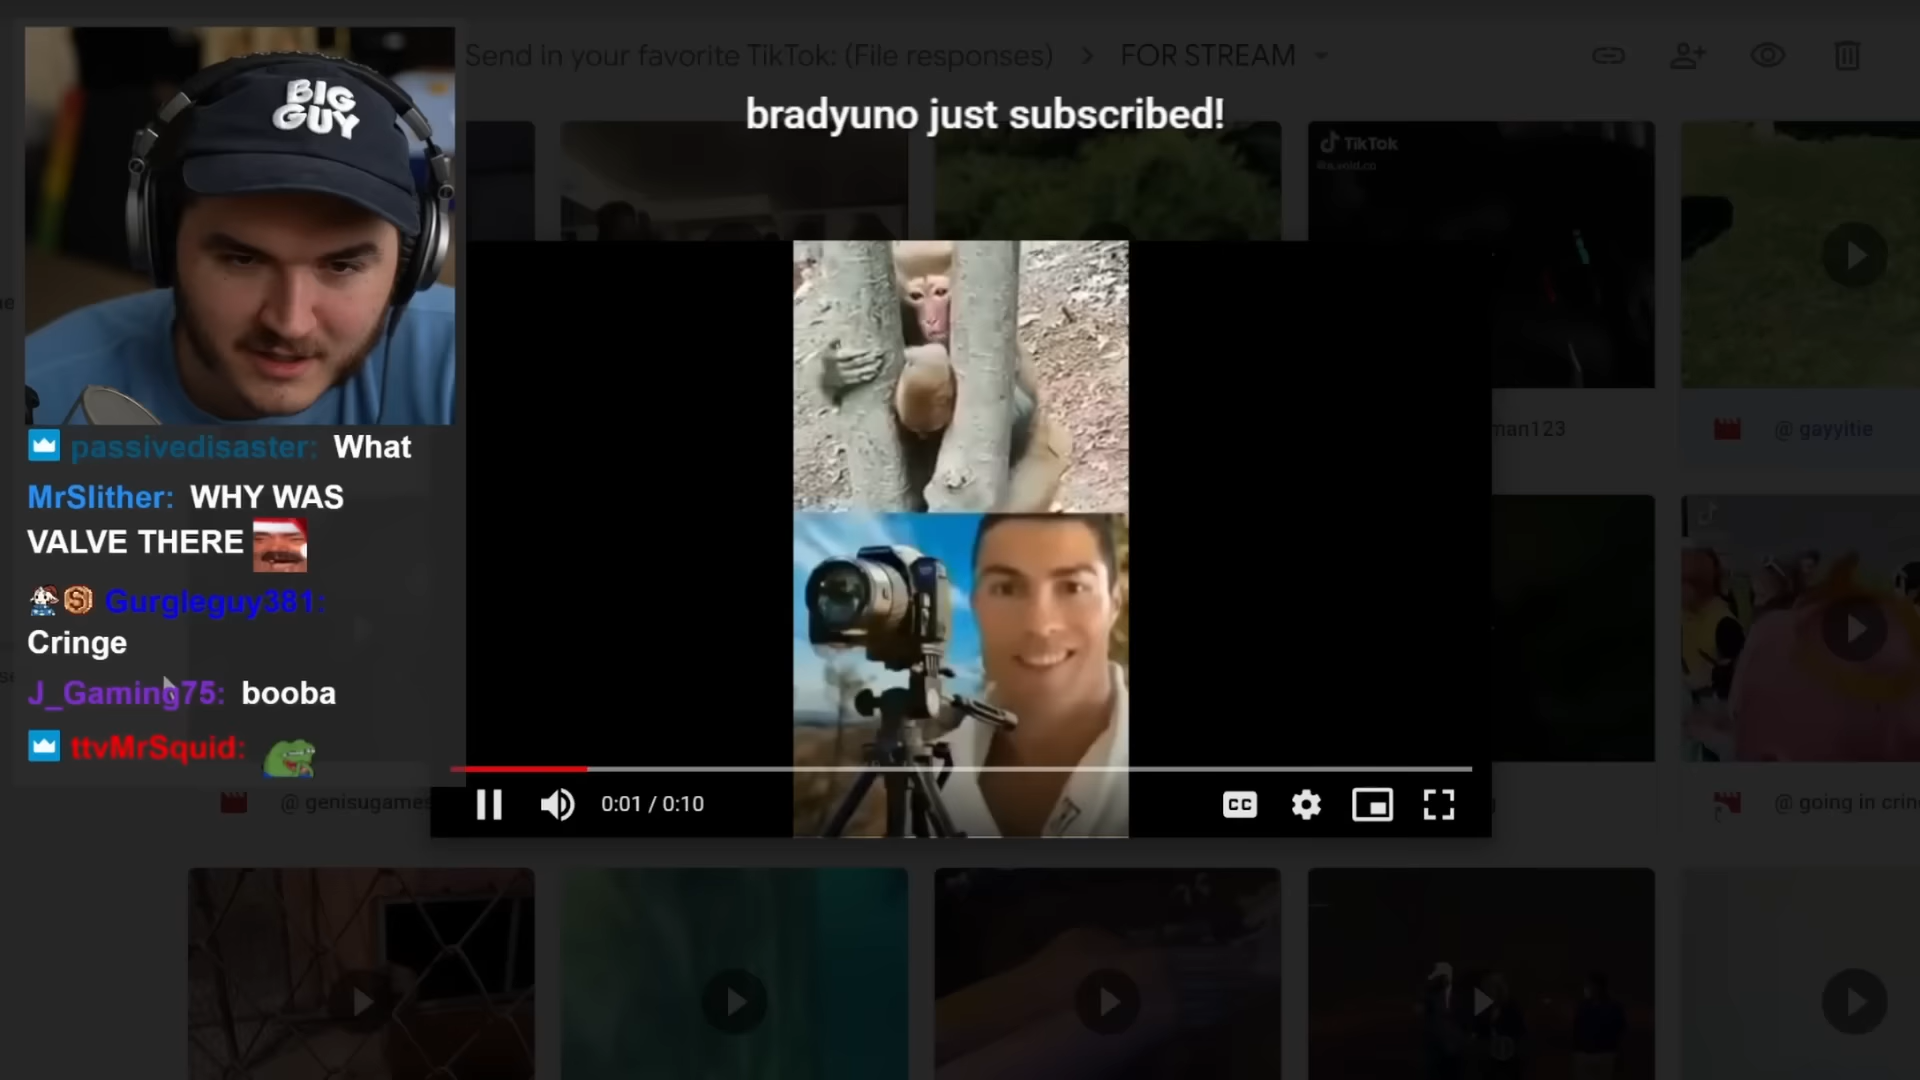 Send in your favorite TikTok: (File responses) > FOR STREAM
BIG
GUY
bradyuno just subscribed!
TikTok
passivedisaster: What
MrSlither: WHY WAS
VALVE THERE
Gurgleguy381:
Cringe
J_Gaming75: booba
ttvMrSquid:
man123
@ gayyitie
@ genisugames
@ going in crin
0:01 / 0:10
CC